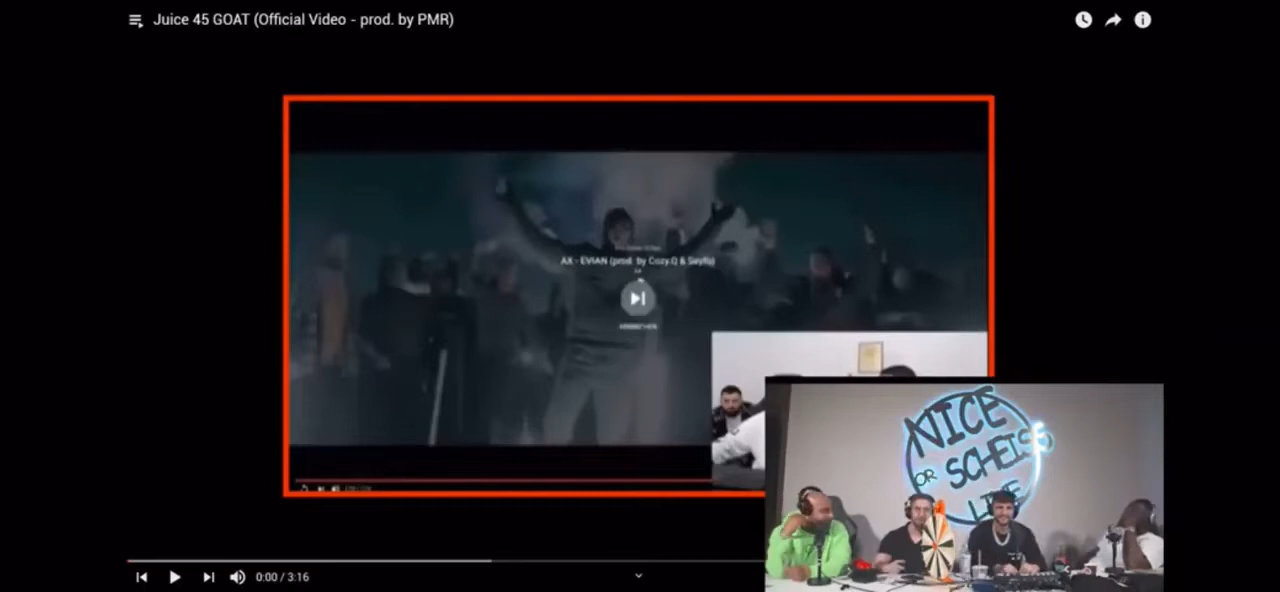 Juice 45 GOAT (Official Video - prod. by PMR)
AX - EVIAN (prod. by Cozy.Q & Sayfo)
NICE
OR SCHEISS
LIVE
0:00 / 3:16